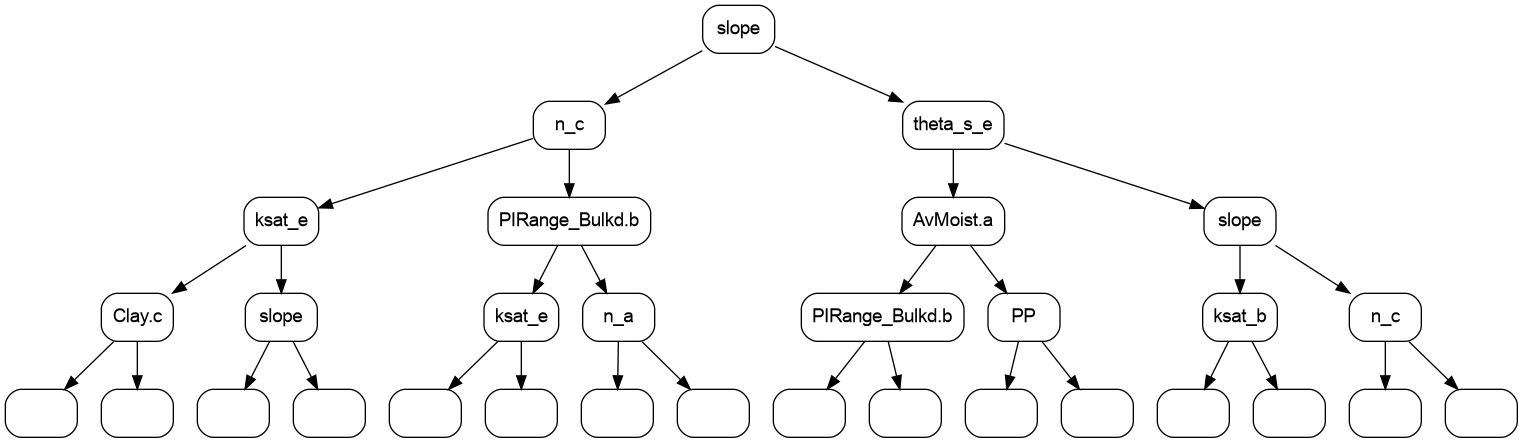 slope
n_c
theta_s_e
ksat_e
PIRange_Bulkd.b
AvMoist.a
slope
Clay.c
slope
ksat_e
n_a
PIRange_Bulkd.b
PP
ksat_b
n_c